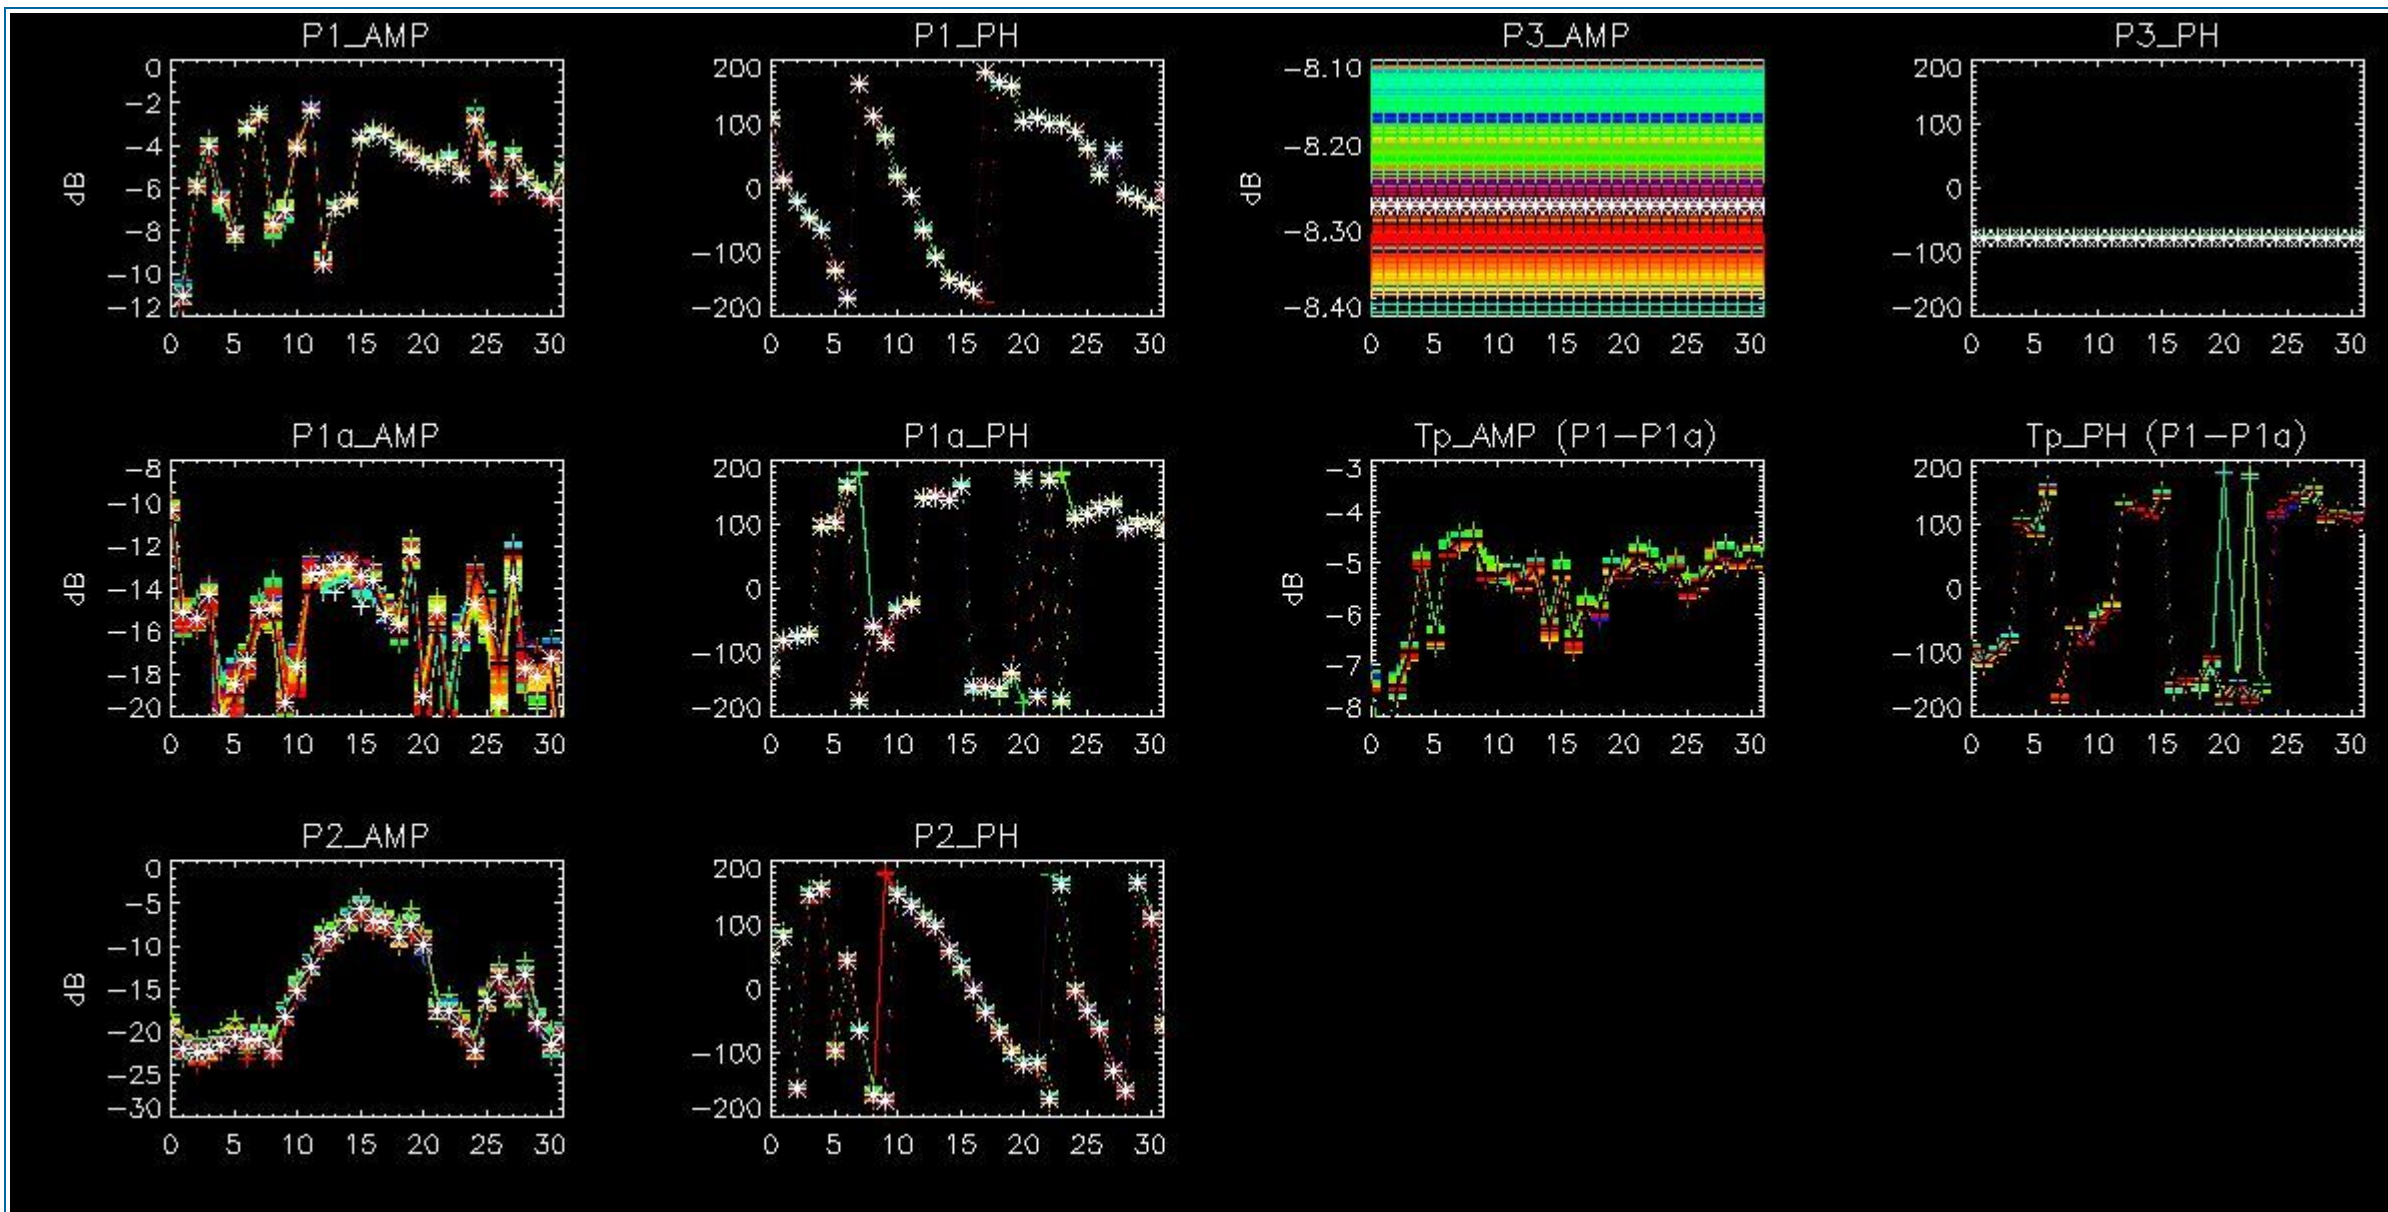 P1_AMP
P1_PH
P3_AMP
P3_PH
0
−2
−4
−6
−8
−10
−12
dB
0 5 10 15 20 25 30
200
100
0
−100
−200
0 5 10 15 20 25 30
−8.10
−8.20
−8.30
−8.40
dB
0 5 10 15 20 25 30
200
100
0
−100
−200
0 5 10 15 20 25 30
P1a_AMP
P1a_PH
Tp_AMP (P1−P1a)
Tp_PH (P1−P1a)
−8
−10
−12
−14
−16
−18
−20
dB
0 5 10 15 20 25 30
200
100
0
−100
−200
0 5 10 15 20 25 30
−3
−4
−5
−6
−7
−8
dB
0 5 10 15 20 25 30
200
100
0
−100
−200
0 5 10 15 20 25 30
P2_AMP
P2_PH
0
−5
−10
−15
−20
−25
−30
dB
0 5 10 15 20 25 30
200
100
0
−100
−200
0 5 10 15 20 25 30